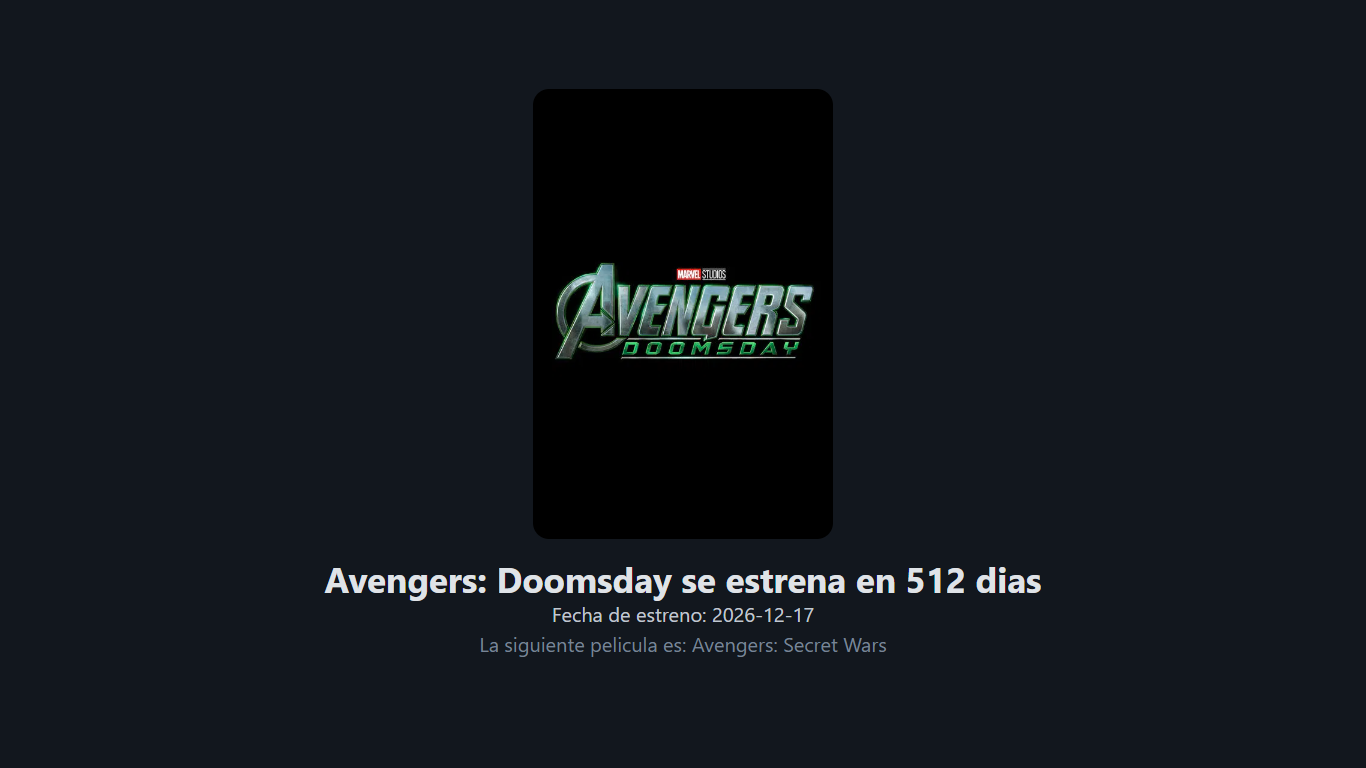 MARVEL STUDIOS
AVENGERS
DOOMSDAY
Avengers: Doomsday se estrena en 512 dias
Fecha de estreno: 2026-12-17
La siguiente pelicula es: Avengers: Secret Wars